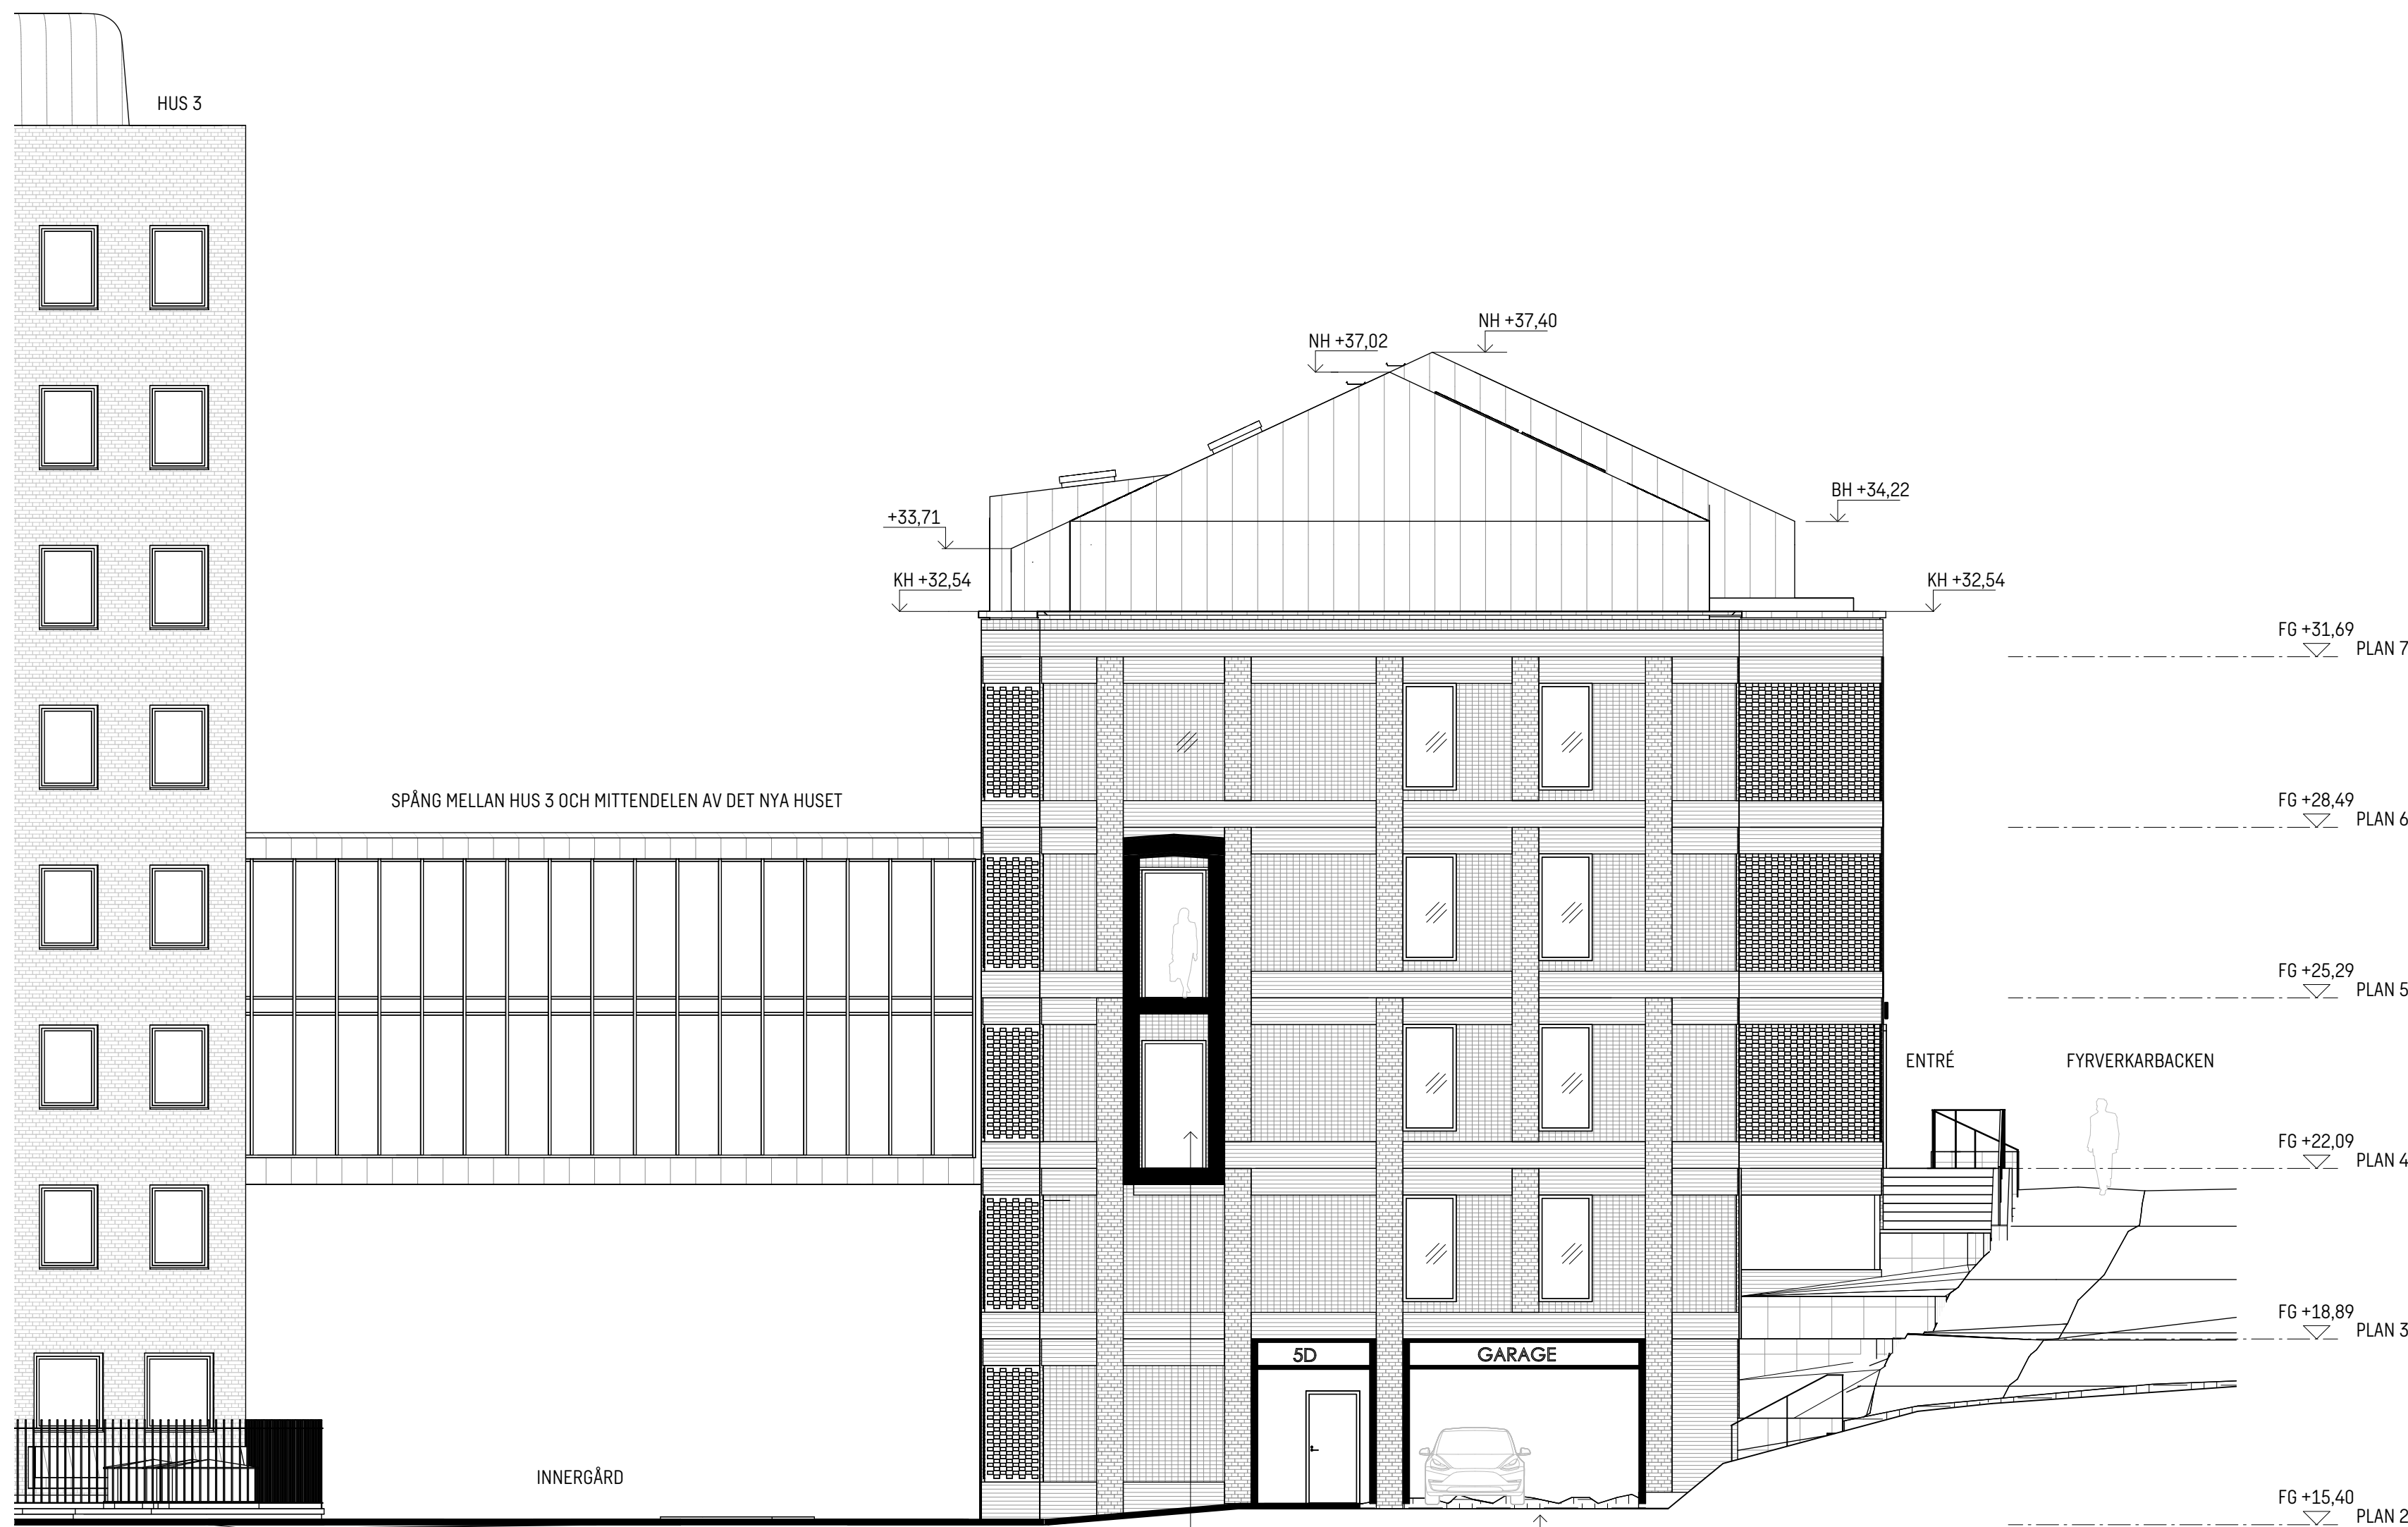 HUS 3
NH +37,40
NH +37,02
BH +34,22
+33,71
KH +32,54
KH +32,54
FG +31,69
PLAN 7
SPÅNG MELLAN HUS 3 OCH MITTENDELEN AV DET NYA HUSET
FG +28,49
PLAN 6
FG +25,29
PLAN 5
ENTRÉ
FYRVERKARBACKEN
FG +22,09
PLAN 4
FG +18,89
PLAN 3
5D
GARAGE
INNERGÅRD
FG +15,40
PLAN 2